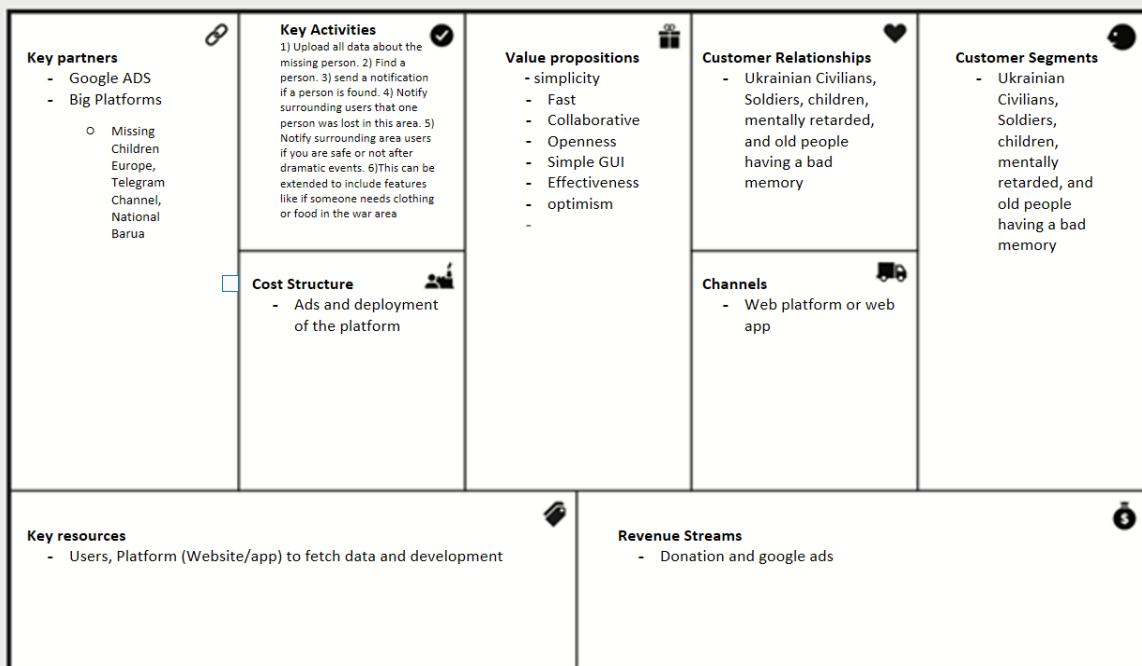 Key partners
- Google ADS
- Big Platforms
o Missing
Children
Europe,
Telegram
Channel,
National
Barua
Key Activities
1) Upload all data about the
missing person. 2) Find a
person. 3) send a notification
if a person is found. 4) Notify
surrounding users that one
person was lost in this area. 5)
Notify surrounding area users
if you are safe or not after
dramatic events. 6)This can be
extended to include features
like if someone needs clothing
or food in the war area
Cost Structure
- Ads and deployment
of the platform
Value propositions
- simplicity
- Fast
- Collaborative
- Openness
- Simple GUI
- Effectiveness
- optimism
-
Customer Relationships
- Ukrainian Civilians,
Soldiers, children,
mentally retarded,
and old people
having a bad
memory
Channels
- Web platform or web
app
Customer Segments
- Ukrainian
Civilians,
Soldiers,
children,
mentally
retarded, and
old people
having a bad
memory
Key resources
- Users, Platform (Website/app) to fetch data and development
Revenue Streams
- Donation and google ads